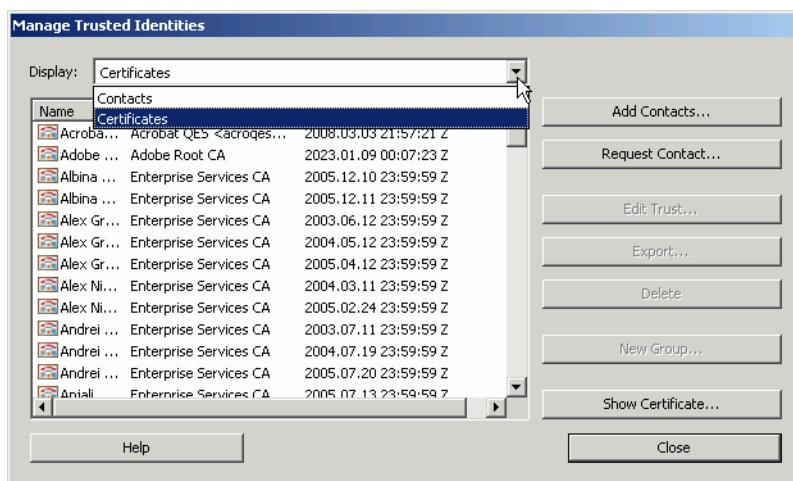 Manage Trusted Identities
Display: Certificates
Contacts
Certificates
Name
Acroba... Acrobat QES <acroqes... 2008.03.03 21:57:21 Z
Adobe ... Adobe Root CA 2023.01.09 00:07:23 Z
Albina ... Enterprise Services CA 2005.12.10 23:59:59 Z
Albina ... Enterprise Services CA 2005.12.11 23:59:59 Z
Alex Gr... Enterprise Services CA 2003.06.12 23:59:59 Z
Alex Gr... Enterprise Services CA 2004.05.12 23:59:59 Z
Alex Gr... Enterprise Services CA 2005.04.12 23:59:59 Z
Alex Ni... Enterprise Services CA 2004.03.11 23:59:59 Z
Alex Ni... Enterprise Services CA 2005.02.24 23:59:59 Z
Andrei ... Enterprise Services CA 2003.07.11 23:59:59 Z
Andrei ... Enterprise Services CA 2004.07.19 23:59:59 Z
Andrei ... Enterprise Services CA 2005.07.20 23:59:59 Z
Anjali Enterprise Services CA 2005.07.13 23:59:59 Z
Add Contacts...
Request Contact...
Edit Trust...
Export...
Delete
New Group...
Show Certificate...
Help
Close